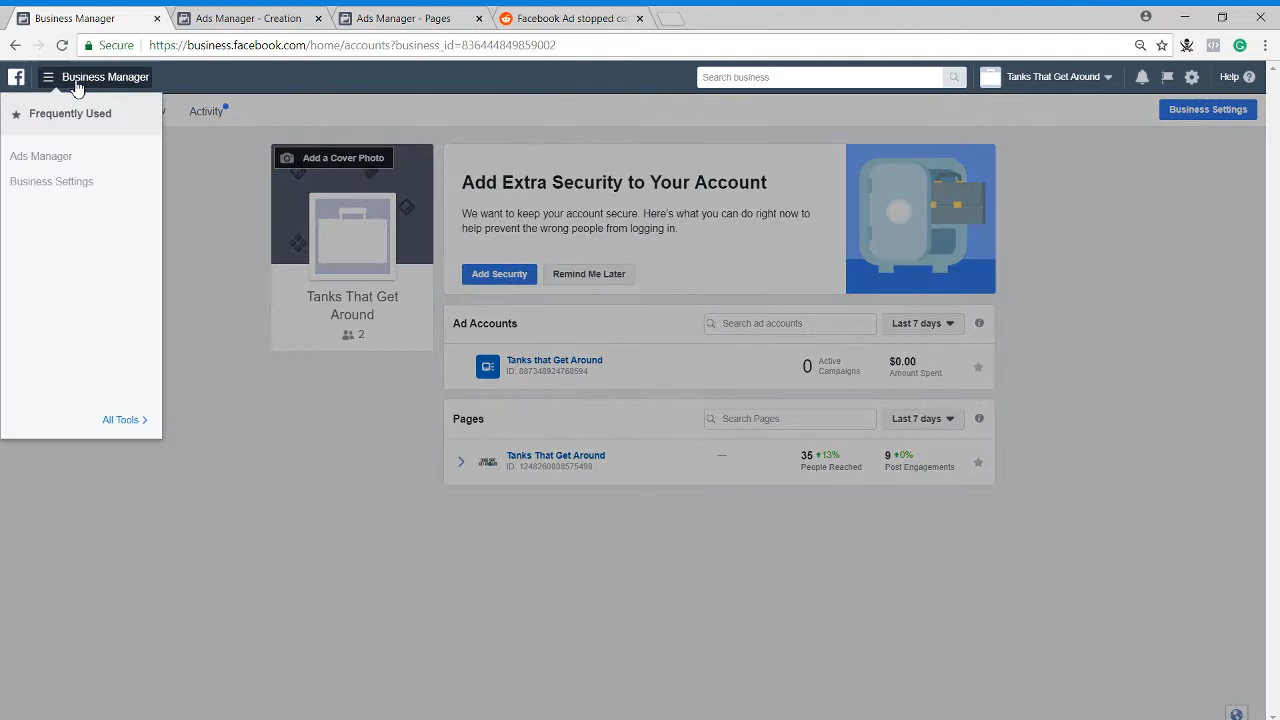 Business Manager
Ads Manager - Creation
Ads Manager - Pages
Facebook Ad stopped co
Secure
https://business.facebook.com/home/accounts?business_id=836444849859002
Business Manager
Search business
Tanks That Get Around
Help
Frequently Used
Activity
Business Settings
Ads Manager
Business Settings
All Tools
Add a Cover Photo
Tanks That Get
Around
2
Add Extra Security to Your Account
We want to keep your account secure. Here's what you can do right now to
help prevent the wrong people from logging in.
Add Security
Remind Me Later
Ad Accounts
Search ad accounts
Last 7 days
Tanks that Get Around
ID: 887348924768594
0
Active
Campaigns
$0.00
Amount Spent
Pages
Search Pages
Last 7 days
Tanks That Get Around
ID: 1248260808575498
—
35 13%
People Reached
9 0%
Post Engagements